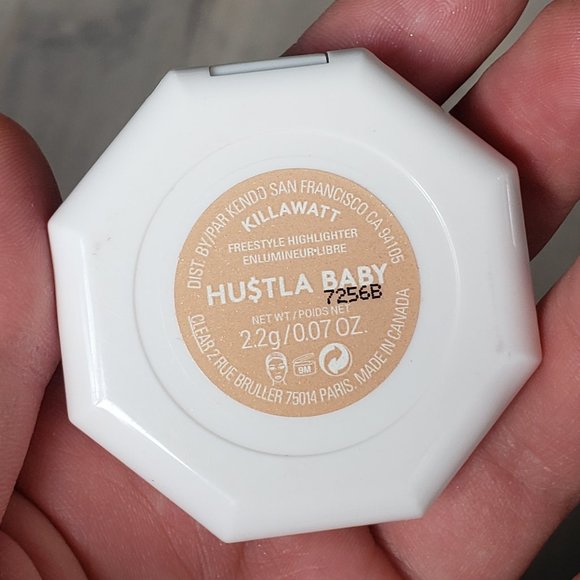 DIST. BY/PAR KENDO SAN FRANCISCO CA 94105
KILLAWATT
FREESTYLE HIGHLIGHTER
ENLUMINEUR•LIBRE
HU$TLA BABY
7256B
NET WT / POIDS NET
2.2g/0.07 OZ.
9M
CLEAR 2 RUE BRULLER 75014 PARIS. MADE IN CANADA